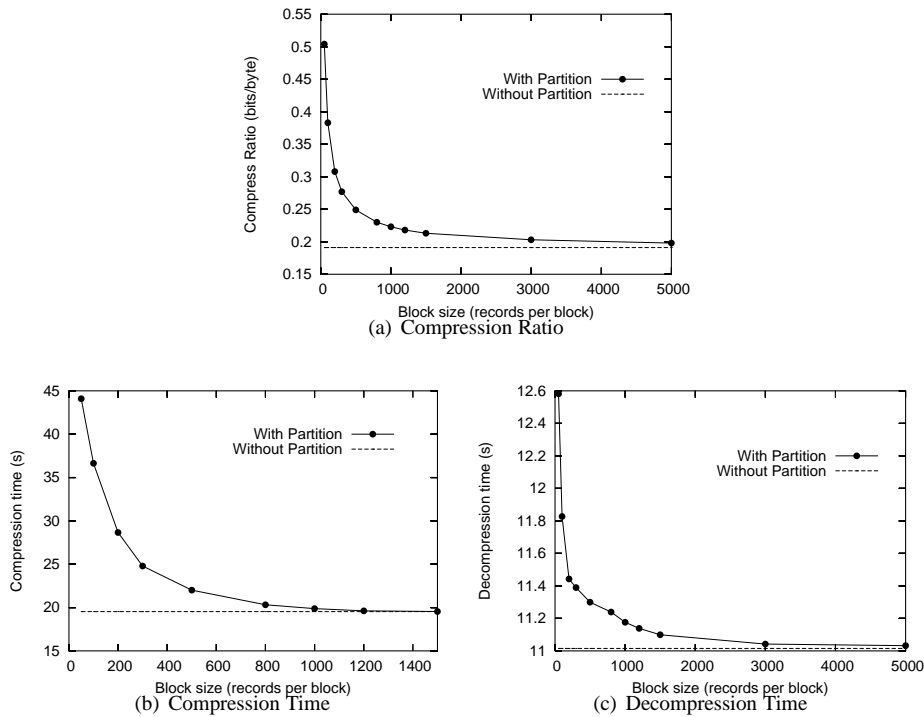 0.55
0.5
0.45
0.4
0.35
0.3
0.25
0.2
0.15
Compress Ratio (bits/byte)
With Partition
Without Partition
0 1000 2000 3000 4000 5000
Block size (records per block)
(a) Compression Ratio
45
40
35
30
25
20
15
Compression time (s)
With Partition
Without Partition
0 200 400 600 800 1000 1200 1400
Block size (records per block)
(b) Compression Time
12.6
12.4
12.2
12
11.8
11.6
11.4
11.2
11
Decompression time (s)
With Partition
Without Partition
0 1000 2000 3000 4000 5000
Block size (records per block)
(c) Decompression Time